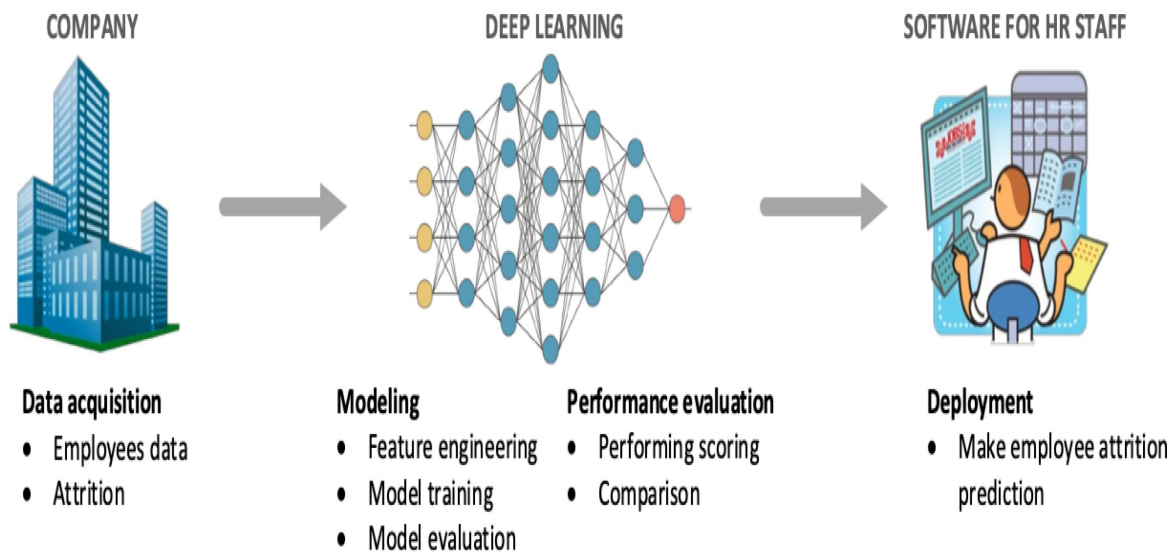 COMPANY
DEEP LEARNING
SOFTWARE FOR HR STAFF
Data acquisition
• Employees data
• Attrition
Modeling
• Feature engineering
• Model training
• Model evaluation
Performance evaluation
• Performing scoring
• Comparison
Deployment
• Make employee attrition
prediction